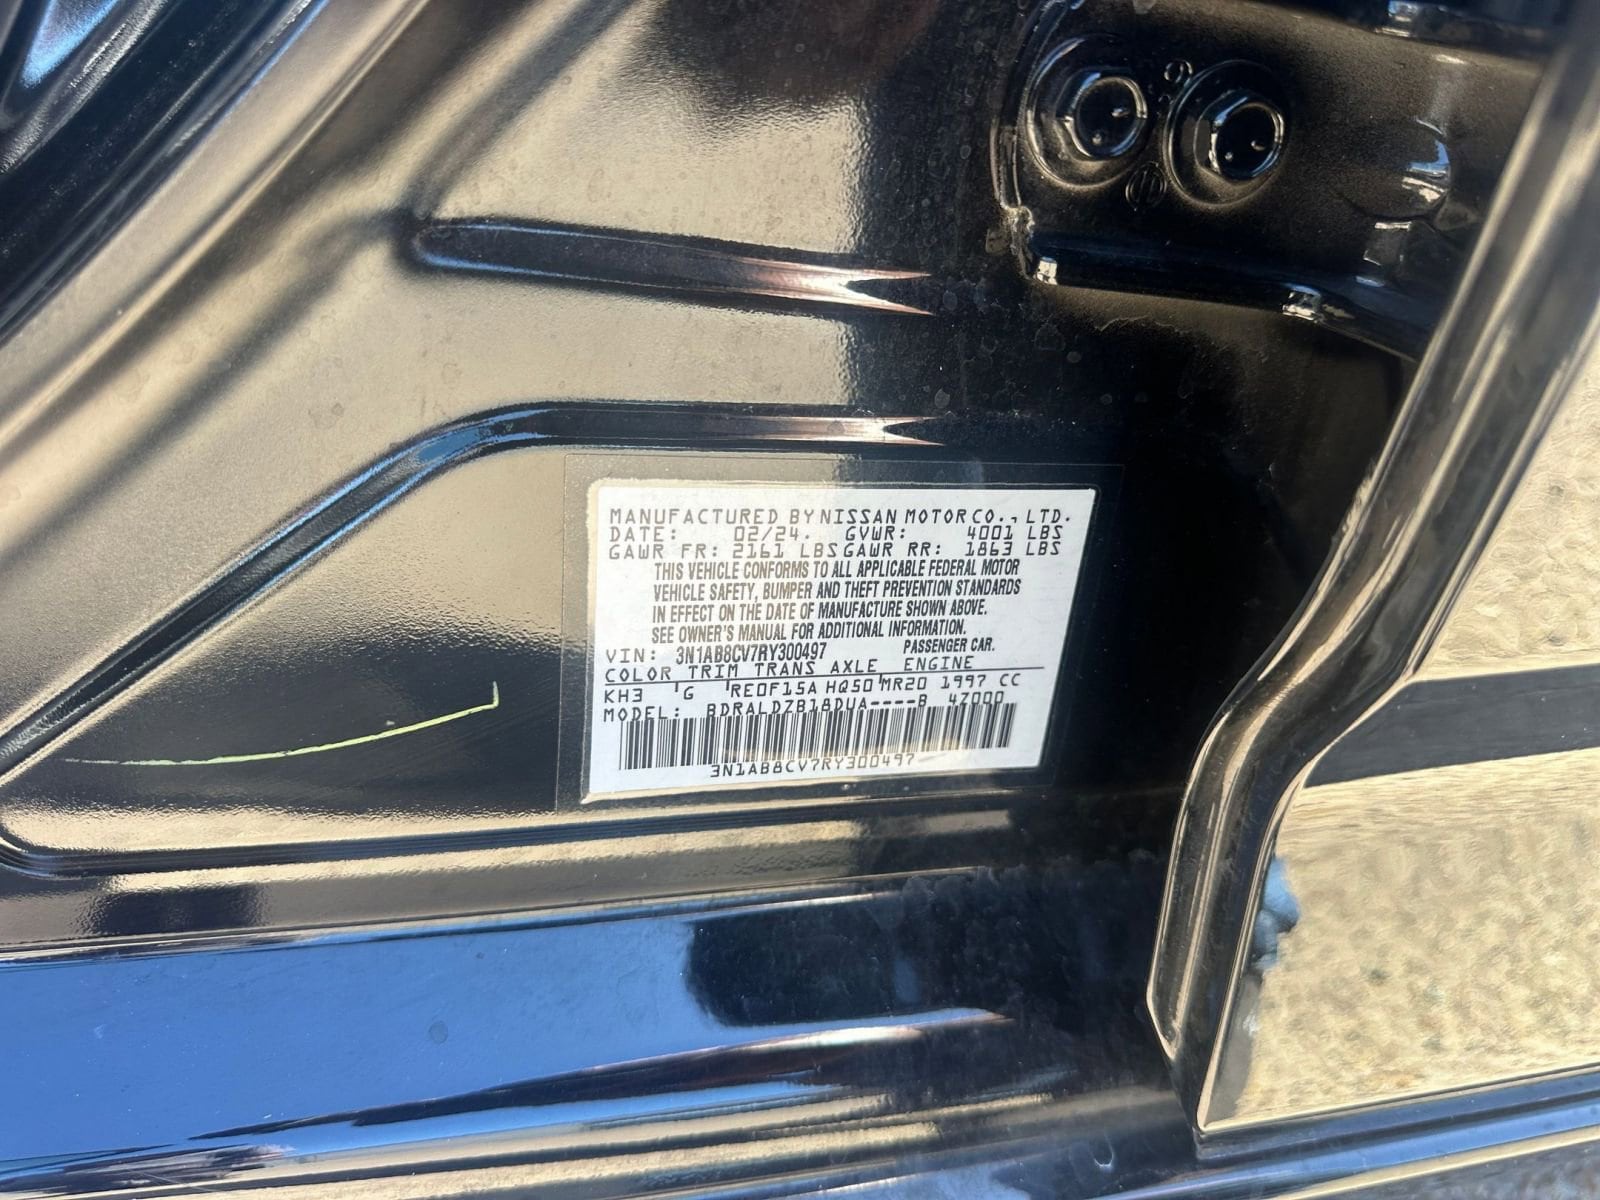 MANUFACTURED BY NISSAN MOTOR CO., LTD.
DATE: 02/24. GVWR: 4001 LBS
GAWR FR: 2161 LBS GAWR RR: 1863 LBS
THIS VEHICLE CONFORMS TO ALL APPLICABLE FEDERAL MOTOR
VEHICLE SAFETY, BUMPER AND THEFT PREVENTION STANDARDS
IN EFFECT ON THE DATE OF MANUFACTURE SHOWN ABOVE.
SEE OWNER'S MANUAL FOR ADDITIONAL INFORMATION.
VIN: 3N1AB8CV7RY300497 PASSENGER CAR.
COLOR TRIM TRANS AXLE ENGINE
KH3 G RE0F15A HQ50 MR20 1997 CC
MODEL: BDRALDZB18DUA----B 4Z000
3N1AB8CV7RY300497